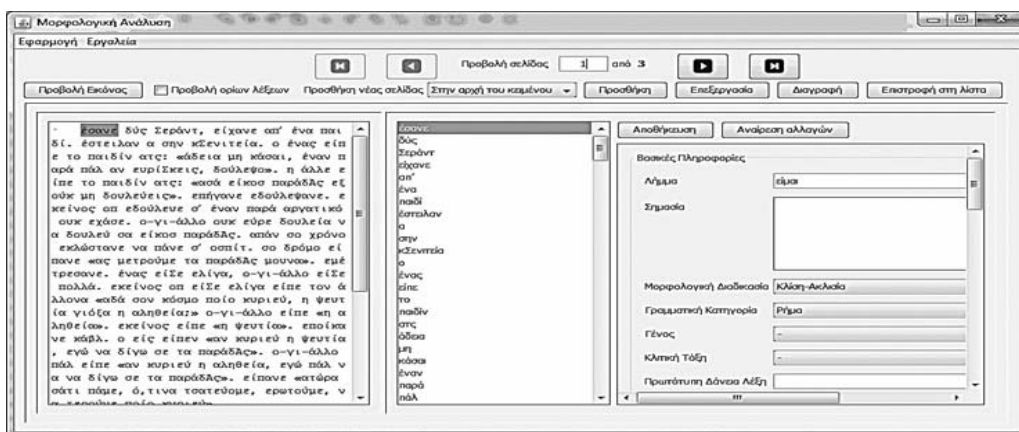 Μορφολογική Ανάλυση
Εφαρμογή Εργαλεία
Προβολή σελίδας 1 από 3
Προβολή Εικόνας Προβολή ορίων λέξεων Προσθήκη νέας σελίδας Στην αρχή του κειμένου Προσθήκη Επεξεργασία Διαγραφή Επιστροφή στη λίστα
- έσανε δύς Σεράντ, είχανε απ' ένα παι
δί. έστειλαν α σην κΣενιτεία. ο ένας είπ
ε το παιδίν ατς: «άδεια μη κάσαι, έναν π
αρά πάλ αν ευρίΣκεις, δούλεψο». η άλλε ε
ίπε το παιδίν ατς: «ασά είκοσ παράδΑς εξ
ούκ μη δουλεύεις». επήγανε εδούλεψανε. ε
κείνος οπ εδούλευε σ' έναν παρά αργατικό
ουκ εχάσε. ο-γι-άλλο ουκ εύρε δουλεία ν
α δουλεύ σα είκοσ παράδΑς. απάν σο χρόνο
εκλώστανε να πάνε σ' οσπίτ. σο δρόμο εί
πανε «ας μετρούμε τα παράδΑς μουνα». εμέ
τρεσανε. ένας είΣε ελίγα, ο-γι-άλλο είΣε
πολλά. εκείνος οπ είΣε ελίγα είπε τον ά
λλονα «αδά σον κόσμο ποίο κυριεύ, η ψευτ
ία γιόξα η αληθεία;» ο-γι-άλλο είπε «η α
ληθεία». εκείνος είπε «η ψευτία». εποίκα
νε κάβλ. ο είς είπεν «αν κυριεύ η ψευτία
, εγώ να δίγω σε τα παράδΑς». ο-γι-άλλο
πάλ είπε «αν κυριεύ η αληθεία, εγώ πάλ ν
α να δίγω σε τα παράδΑς». είπανε «ατώρα
σάτι πάμε, ό,τινα τσατεύομε, ερωτούμε, ν
α τερούμε ποίο κυριεύ»
έσανε
δύς
Σεράντ
είχανε
απ'
ένα
παιδί
έστειλαν
α
σην
κΣενιτεία
ο
ένας
είπε
το
παιδίν
ατς
άδεια
μη
κάσαι
έναν
παρά
πάλ
Αποθήκευση Αναίρεση αλλαγών
Βασικές Πληροφορίες
Λήμμα είμαι
Σημασία
Μορφολογική Διαδικασία Κλίση-Ακλισία
Γραμματική Κατηγορία Ρήμα
Γένος -
Κλιτική Τάξη -
Πρωτότυπη Δάνεια Λέξη